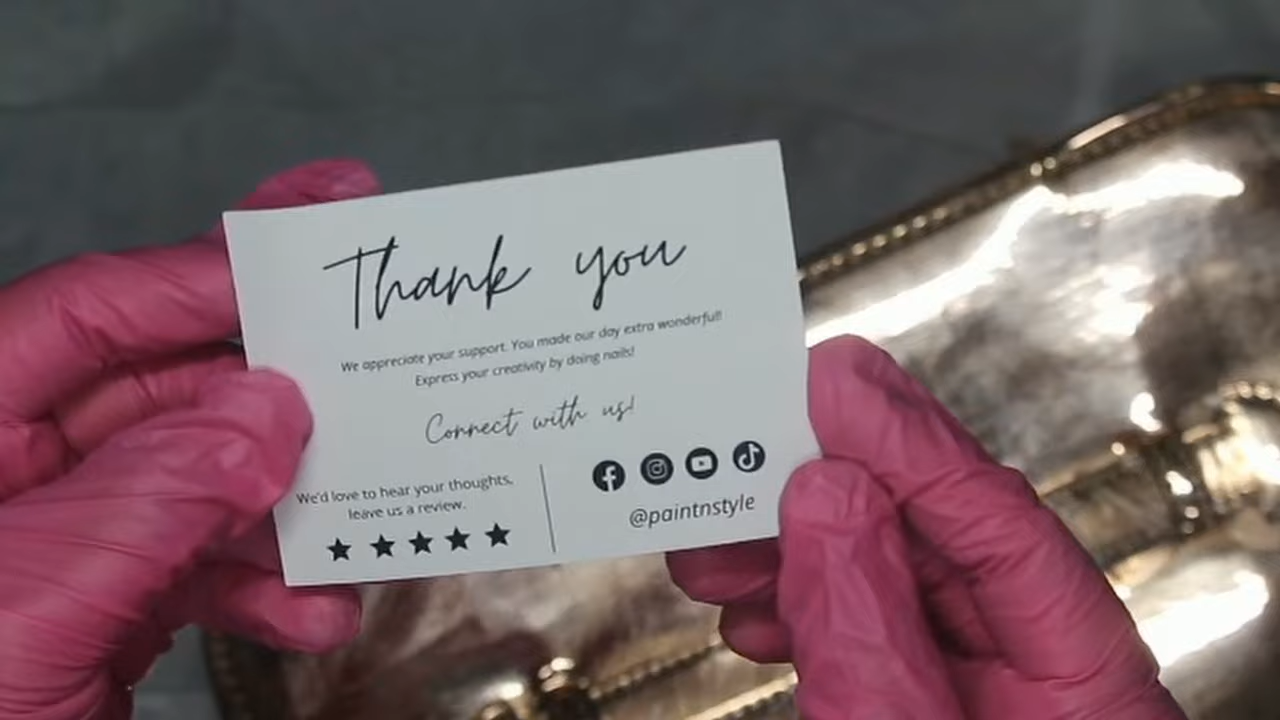 Thank you
We appreciate your support. You made our day extra wonderful!
Express your creativity by doing nails!
Connect with us!
We'd love to hear your thoughts,
leave us a review.
@paintnstyle